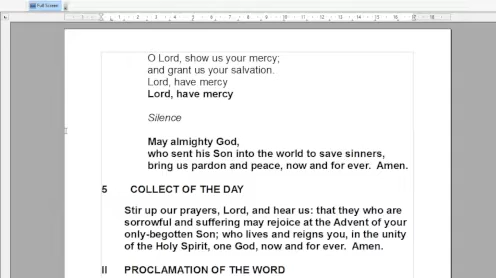 Full Screen
O Lord, show us your mercy;
and grant us your salvation.
Lord, have mercy
Lord, have mercy
Silence
May almighty God,
who sent his Son into the world to save sinners,
bring us pardon and peace, now and for ever. Amen.
5 COLLECT OF THE DAY
Stir up our prayers, Lord, and hear us: that they who are
sorrowful and suffering may rejoice at the Advent of your
only-begotten Son; who lives and reigns you, in the unity
of the Holy Spirit, one God, now and for ever. Amen.
II PROCLAMATION OF THE WORD